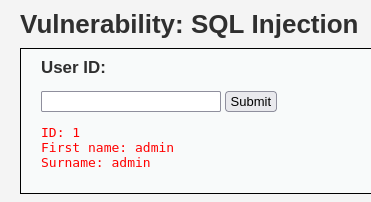 Vulnerability: SQL Injection
User ID:
Submit
ID: 1
First name: admin
Surname: admin